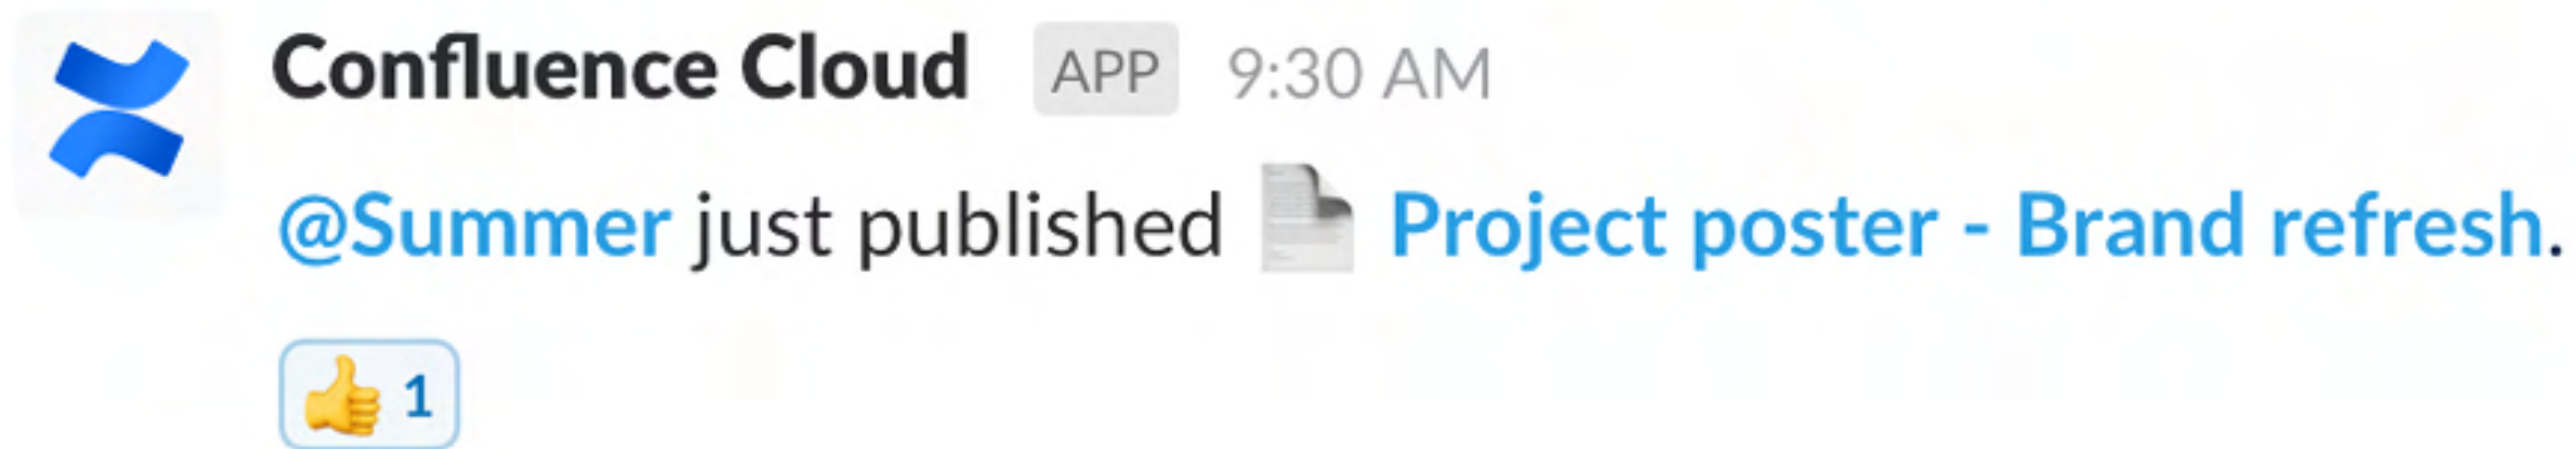 Confluence Cloud APP 9:30 AM
@Summer just published Project poster - Brand refresh.
1